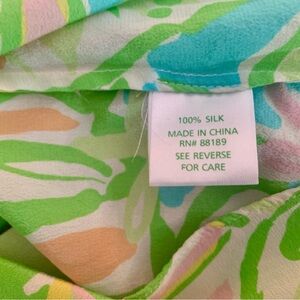 100% SILK
MADE IN CHINA
RN# 88189
SEE REVERSE
FOR CARE